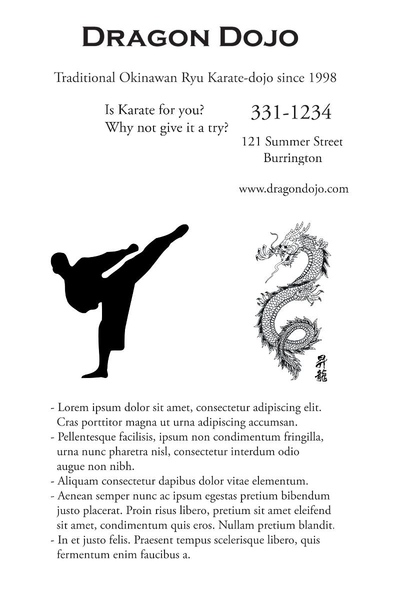 DRAGON DOJO
Traditional Okinawan Ryu Karate-dojo since 1998
Is Karate for you?
Why not give it a try?
331-1234
121 Summer Street
Burrington
www.dragondojo.com
昇龍
- Lorem ipsum dolor sit amet, consectetur adipiscing elit.
Cras porttitor magna ut urna adipiscing accumsan.
- Pellentesque facilisis, ipsum non condimentum fringilla,
urna nunc pharetra nisl, consectetur interdum odio
augue non nibh.
- Aliquam consectetur dapibus dolor vitae elementum.
- Aenean semper nunc ac ipsum egestas pretium bibendum
justo placerat. Proin risus libero, pretium sit amet eleifend
sit amet, condimentum quis eros. Nullam pretium blandit.
- In et justo felis. Praesent tempus scelerisque libero, quis
fermentum enim faucibus a.